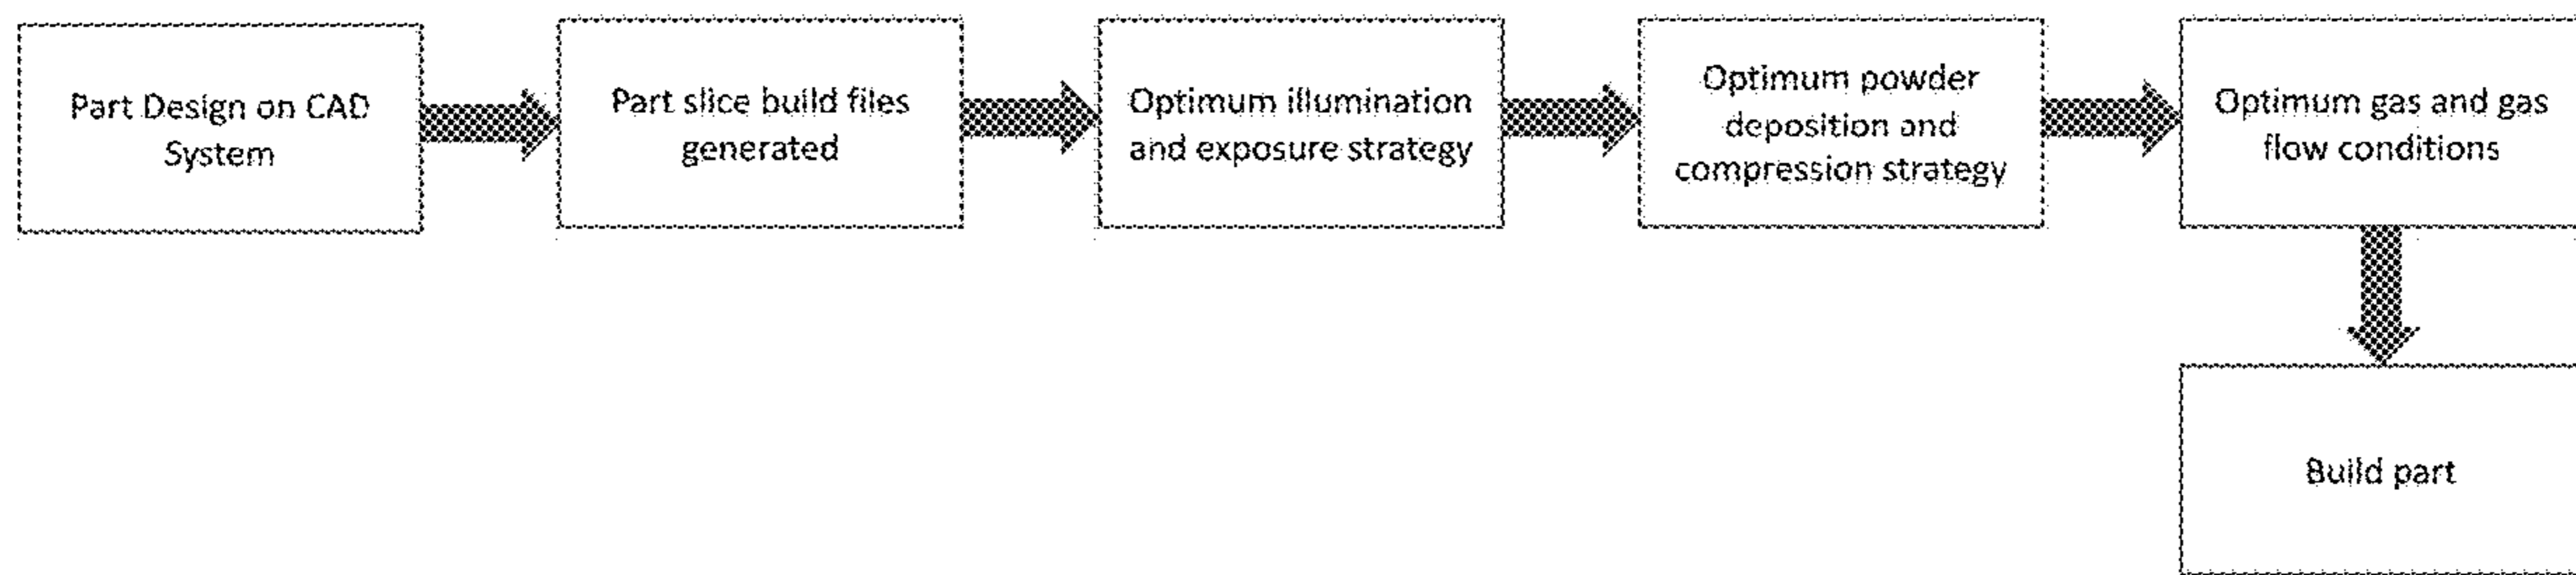 Part Design on CAD
System
Part slice build files
generated
Optimum illumination
and exposure strategy
Optimum powder
deposition and
compression strategy
Optimum gas and gas
flow conditions
Build part